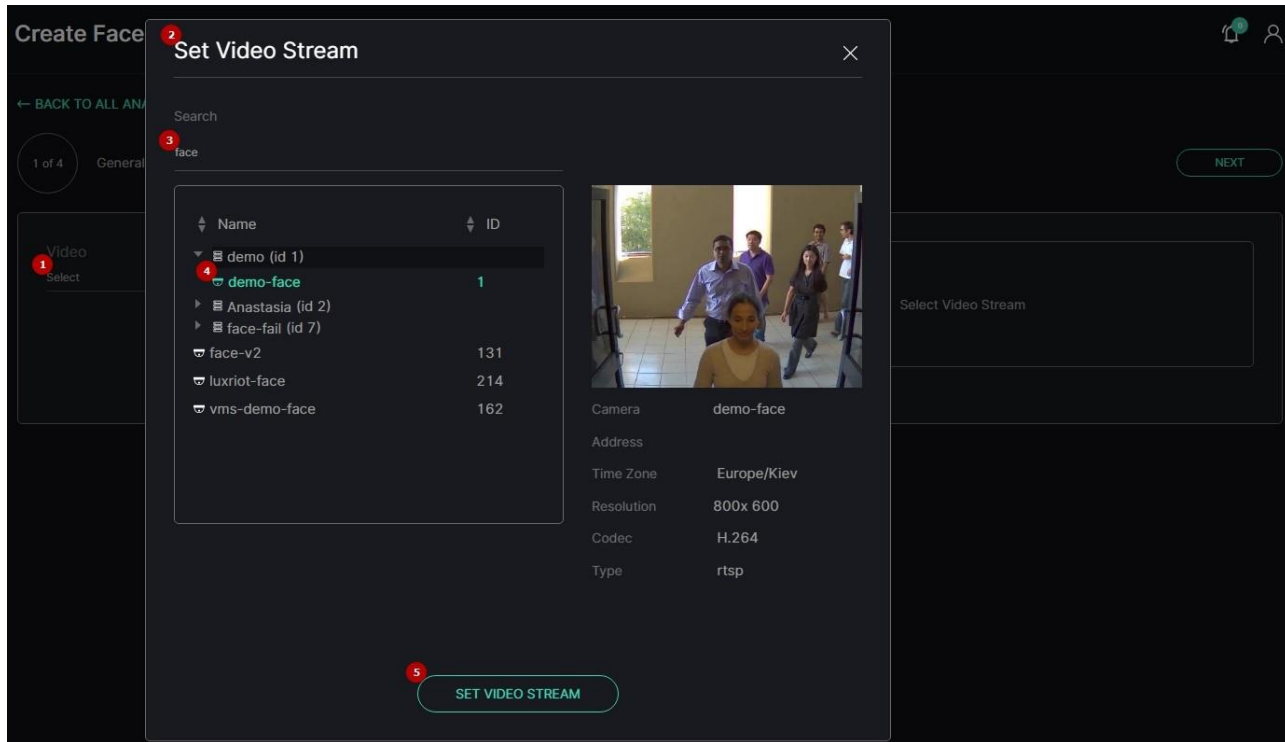 Create Face
2
Set Video Stream
0
← BACK TO ALL ANA
Search
3
face
1 of 4
General
NEXT
Name
ID
Video
1
Select
demo (id 1)
4
demo-face
1
Anastasia (id 2)
face-fail (id 7)
face-v2
131
luxriot-face
214
vms-demo-face
162
Select Video Stream
Camera
demo-face
Address
Time Zone
Europe/Kiev
Resolution
800x 600
Codec
H.264
Type
rtsp
5
SET VIDEO STREAM